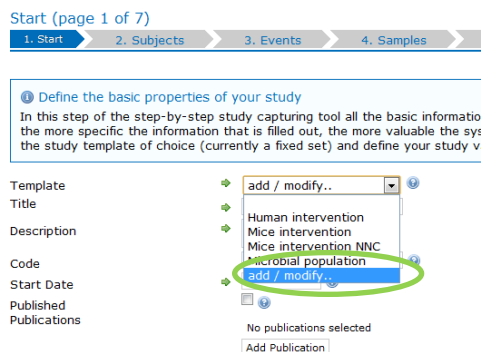 Start (page 1 of 7)
1. Start 2. Subjects 3. Events 4. Samples
Define the basic properties of your study
In this step of the step-by-step study capturing tool all the basic informatio
the more specific the information that is filled out, the more valuable the sys
the study template of choice (currently a fixed set) and define your study v
Template add / modify..
Title
Human intervention
Description Mice intervention
Mice intervention NNC
Code Microbial population
add / modify..
Start Date
Published
Publications
No publications selected
Add Publication